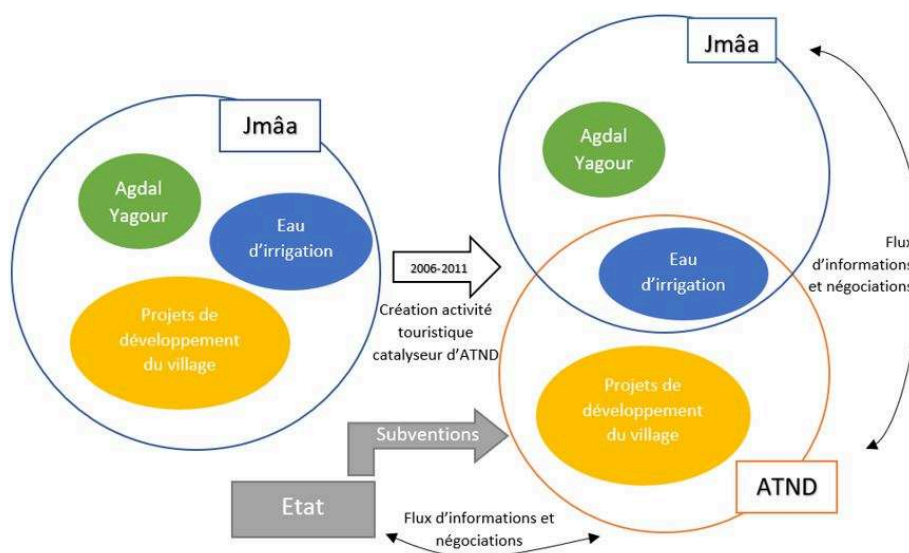 Jmâa
Agdal
Yagour
Eau
d'irrigation
Projets de
développement
du village
2006-2011
Création activité
touristique
catalyseur d'ATND
Jmâa
Agdal
Yagour
Eau
d'irrigation
Projets de
développement
du village
ATND
Flux
d'informations
et négociations
Subventions
Etat
Flux d'informations et
négociations